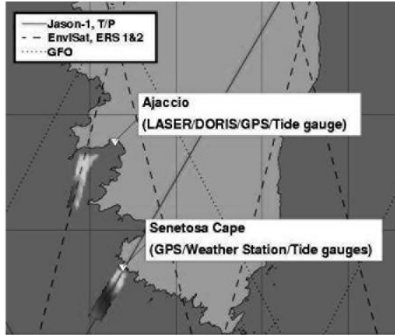 Jason-1, T/P
EnviSat, ERS 1&2
GFO
Ajaccio
(LASER/DORIS/GPS/Tide gauge)
Senetosa Cape
(GPS/Weather Station/Tide gauges)